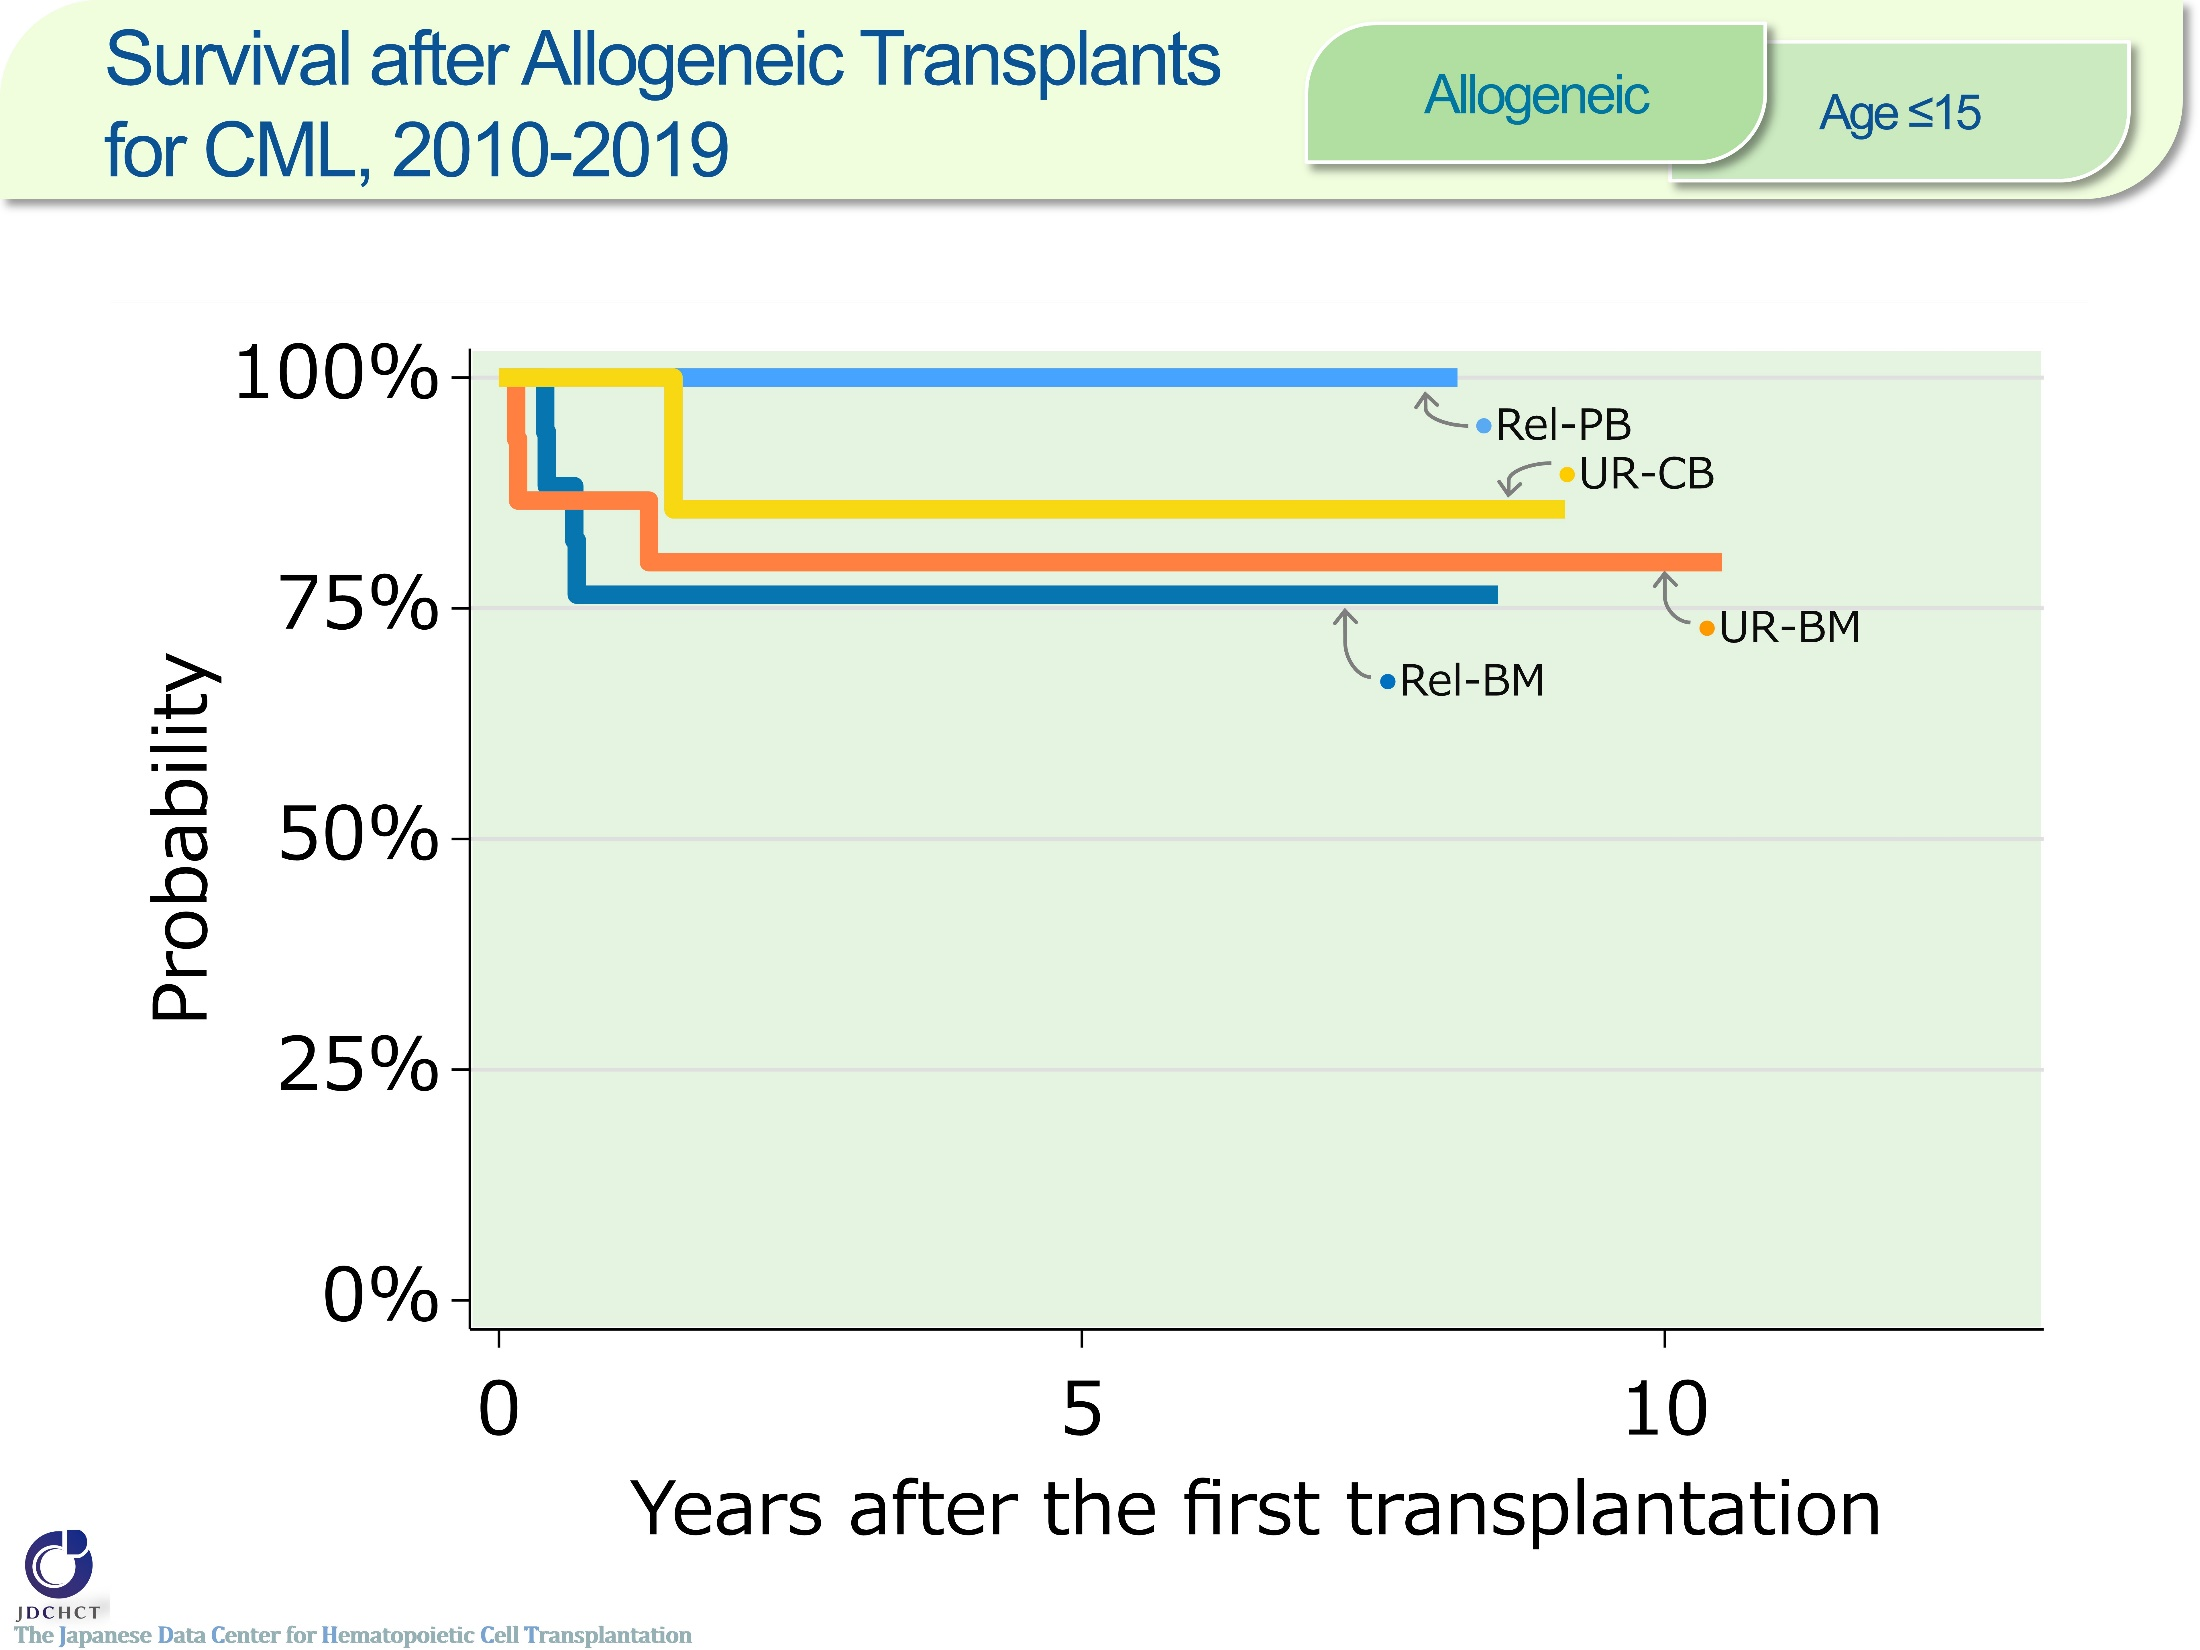 Survival after Allogeneic Transplants
for CML, 2010-2019
Allogeneic
Age ≤15
100%
75%
50%
25%
0%
Probability
Rel-PB
UR-CB
UR-BM
Rel-BM
0 5 10
Years after the first transplantation
JDCHCT
The Japanese Data Center for Hematopoietic Cell Transplantation